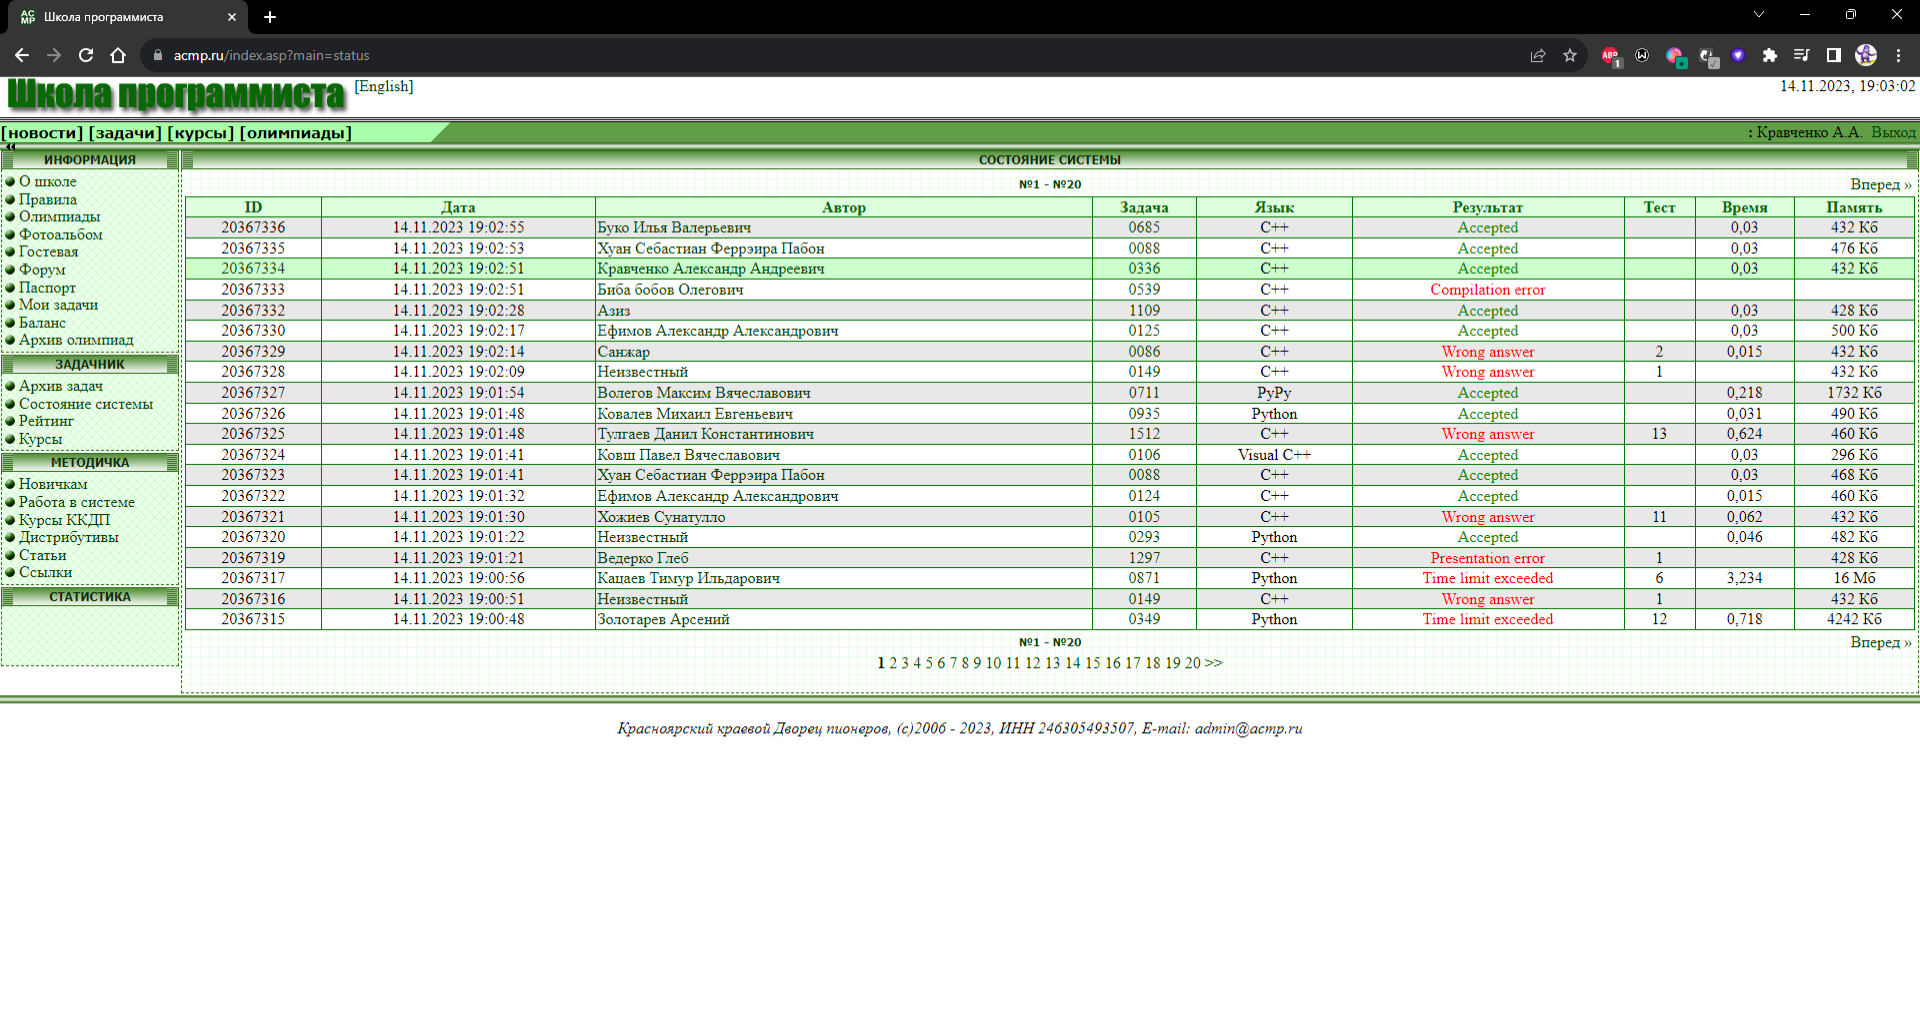 Школа программиста
acmp.ru/index.asp?main=status
Школа программиста [English] 14.11.2023, 19:03:02
[новости] [задачи] [курсы] [олимпиады] : Кравченко А.А. Выход
ИНФОРМАЦИЯ
О школе
Правила
Олимпиады
Фотоальбом
Гостевая
Форум
Паспорт
Мои задачи
Баланс
Архив олимпиад
ЗАДАЧНИК
Архив задач
Состояние системы
Рейтинг
Курсы
МЕТОДИЧКА
Новичкам
Работа в системе
Курсы ККДП
Дистрибутивы
Статьи
Ссылки
СТАТИСТИКА
СОСТОЯНИЕ СИСТЕМЫ
№1 - №20 Вперед »
ID Дата Автор Задача Язык Результат Тест Время Память
20367336 14.11.2023 19:02:55 Буко Илья Валерьевич 0685 C++ Accepted 0,03 432 Кб
20367335 14.11.2023 19:02:53 Хуан Себастиан Феррэира Пабон 0088 C++ Accepted 0,03 476 Кб
20367334 14.11.2023 19:02:51 Кравченко Александр Андреевич 0336 C++ Accepted 0,03 432 Кб
20367333 14.11.2023 19:02:51 Биба бобов Олегович 0539 C++ Compilation error
20367332 14.11.2023 19:02:28 Азиз 1109 C++ Accepted 0,03 428 Кб
20367330 14.11.2023 19:02:17 Ефимов Александр Александрович 0125 C++ Accepted 0,03 500 Кб
20367329 14.11.2023 19:02:14 Санжар 0086 C++ Wrong answer 2 0,015 432 Кб
20367328 14.11.2023 19:02:09 Неизвестный 0149 C++ Wrong answer 1 432 Кб
20367327 14.11.2023 19:01:54 Волегов Максим Вячеславович 0711 PyPy Accepted 0,218 1732 Кб
20367326 14.11.2023 19:01:48 Ковалев Михаил Евгеньевич 0935 Python Accepted 0,031 490 Кб
20367325 14.11.2023 19:01:48 Тулгаев Данил Константинович 1512 C++ Wrong answer 13 0,624 460 Кб
20367324 14.11.2023 19:01:41 Ковш Павел Вячеславович 0106 Visual C++ Accepted 0,03 296 Кб
20367323 14.11.2023 19:01:41 Хуан Себастиан Феррэира Пабон 0088 C++ Accepted 0,03 468 Кб
20367322 14.11.2023 19:01:32 Ефимов Александр Александрович 0124 C++ Accepted 0,015 460 Кб
20367321 14.11.2023 19:01:30 Хожиев Сунатулло 0105 C++ Wrong answer 11 0,062 432 Кб
20367320 14.11.2023 19:01:22 Неизвестный 0293 Python Accepted 0,046 482 Кб
20367319 14.11.2023 19:01:21 Ведерко Глеб 1297 C++ Presentation error 1 428 Кб
20367317 14.11.2023 19:00:56 Кацаев Тимур Ильдарович 0871 Python Time limit exceeded 6 3,234 16 Мб
20367316 14.11.2023 19:00:51 Неизвестный 0149 C++ Wrong answer 1 432 Кб
20367315 14.11.2023 19:00:48 Золотарев Арсений 0349 Python Time limit exceeded 12 0,718 4242 Кб
№1 - №20 Вперед »
1 2 3 4 5 6 7 8 9 10 11 12 13 14 15 16 17 18 19 20 >>
Красноярский краевой Дворец пионеров, (c)2006 - 2023, ИНН 246305493507, E-mail: admin@acmp.ru